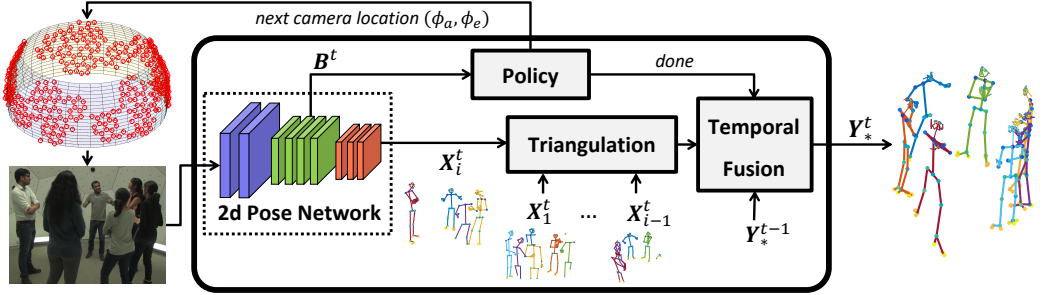 next camera location (ϕₐ, ϕₑ)
Bᵗ
Policy
done
2d Pose Network
Xᵢᵗ
Triangulation
Temporal
Fusion
Y*ᵗ
X₁ᵗ
...
Xᵢ₋₁ᵗ
Y*ᵗ⁻¹